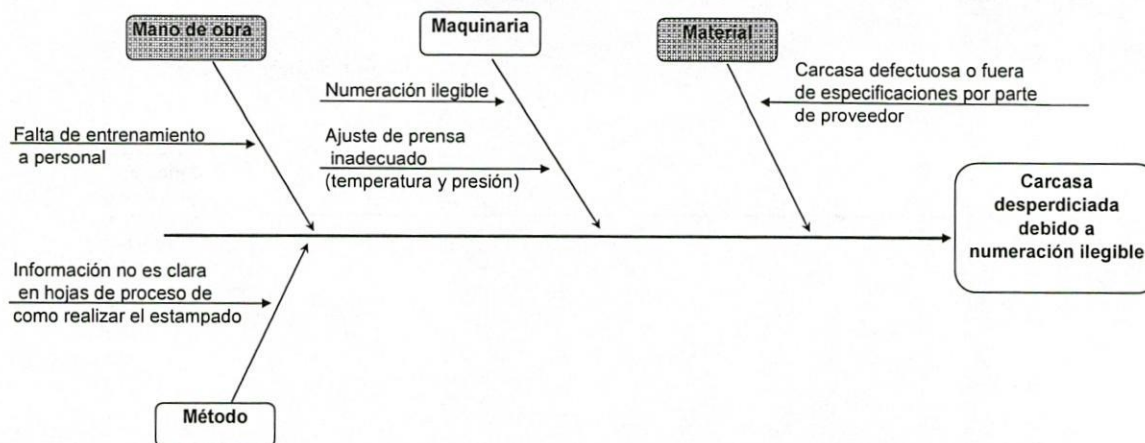 Mano de obra
Maquinaria
Material
Numeración ilegible
Carcasa defectuosa o fuera
de especificaciones por parte
de proveedor
Falta de entrenamiento
a personal
Ajuste de prensa
inadecuado
(temperatura y presión)
Carcasa
desperdiciada
debido a
numeración ilegible
Información no es clara
en hojas de proceso de
como realizar el estampado
Método